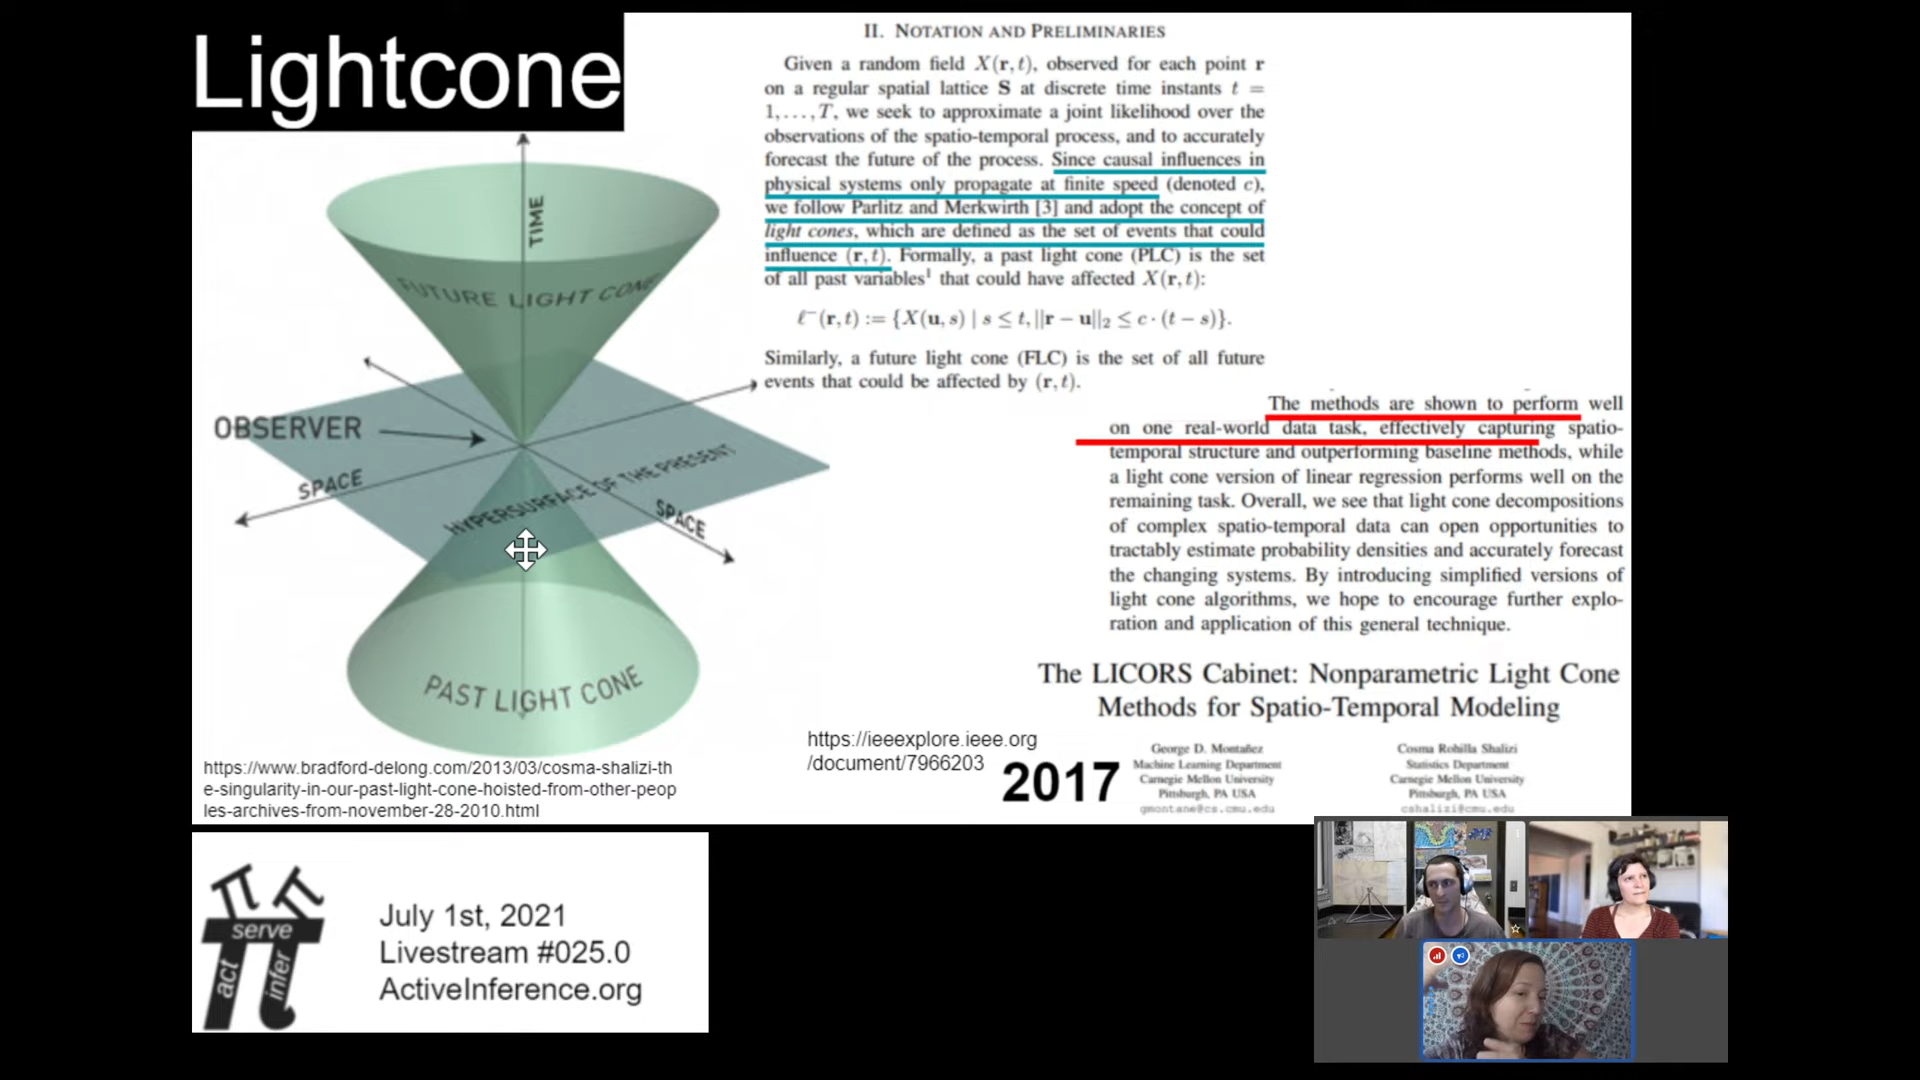 Lightcone
TIME
FUTURE LIGHT CONE
OBSERVER
SPACE
HYPERSURFACE OF THE PRESENT
SPACE
PAST LIGHT CONE
https://www.bradford-delong.com/2013/03/cosma-shalizi-th
e-singularity-in-our-past-light-cone-hoisted-from-other-peop
les-archives-from-november-28-2010.html
II. NOTATION AND PRELIMINARIES
Given a random field X(r, t), observed for each point r
on a regular spatial lattice S at discrete time instants t =
1, . . . , T, we seek to approximate a joint likelihood over the
observations of the spatio-temporal process, and to accurately
forecast the future of the process. Since causal influences in
physical systems only propagate at finite speed (denoted c),
we follow Parlitz and Merkwirth [3] and adopt the concept of
light cones, which are defined as the set of events that could
influence (r, t). Formally, a past light cone (PLC) is the set
of all past variables¹ that could have affected X(r, t):
ℓ⁻(r, t) := {X(u, s) | s ≤ t, ||r − u||₂ ≤ c · (t − s)}.
Similarly, a future light cone (FLC) is the set of all future
events that could be affected by (r, t).
The methods are shown to perform well
on one real-world data task, effectively capturing spatio-
temporal structure and outperforming baseline methods, while
a light cone version of linear regression performs well on the
remaining task. Overall, we see that light cone decompositions
of complex spatio-temporal data can open opportunities to
tractably estimate probability densities and accurately forecast
the changing systems. By introducing simplified versions of
light cone algorithms, we hope to encourage further explo-
ration and application of this general technique.
The LICORS Cabinet: Nonparametric Light Cone
Methods for Spatio-Temporal Modeling
https://ieeexplore.ieee.org
/document/7966203
2017
George D. Montañez
Machine Learning Department
Carnegie Mellon University
Pittsburgh, PA USA
gmontane@cs.cmu.edu
Cosma Rohilla Shalizi
Statistics Department
Carnegie Mellon University
Pittsburgh, PA USA
cshalizi@cmu.edu
serve
act
infer
July 1st, 2021
Livestream #025.0
ActiveInference.org